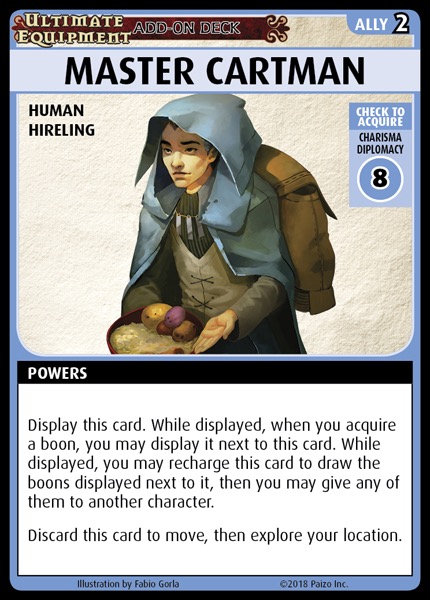 ULTIMATE
EQUIPMENT ADD-ON DECK
ALLY 2
MASTER CARTMAN
HUMAN
HIRELING
CHECK TO
ACQUIRE
CHARISMA
DIPLOMACY
8
POWERS
Display this card. While displayed, when you acquire
a boon, you may display it next to this card. While
displayed, you may recharge this card to draw the
boons displayed next to it, then you may give any of
them to another character.
Discard this card to move, then explore your location.
Illustration by Fabio Gorla
©2018 Paizo Inc.